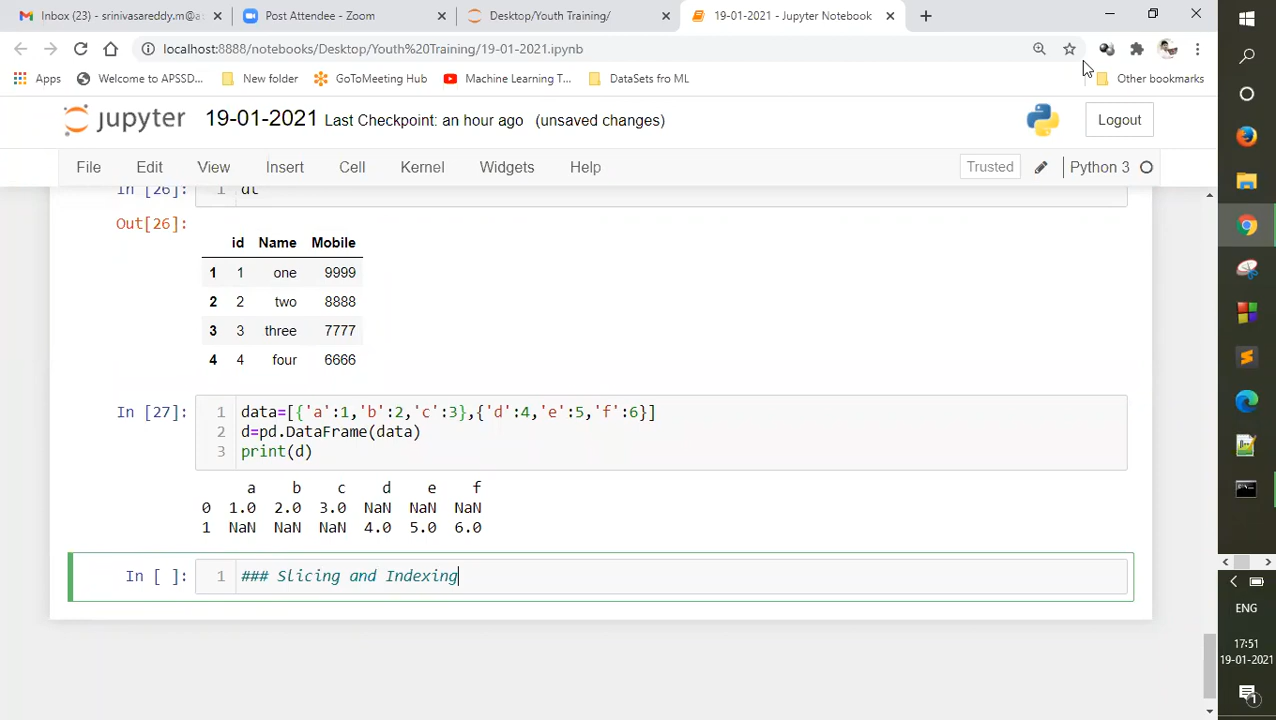 Inbox (23) - srinivasareddy.m@as
Post Attendee - Zoom
Desktop/Youth Training/
19-01-2021 - Jupyter Notebook
localhost:8888/notebooks/Desktop/Youth%20Training/19-01-2021.ipynb
Apps
Welcome to APSSD...
New folder
GoToMeeting Hub
Machine Learning T...
DataSets fro ML
Other bookmarks
jupyter 19-01-2021 Last Checkpoint: an hour ago (unsaved changes)
Logout
File Edit View Insert Cell Kernel Widgets Help
Trusted
Python 3
In [26]: 1 dt
Out[26]:
id Name Mobile
1 1 one 9999
2 2 two 8888
3 3 three 7777
4 4 four 6666
In [27]: 1 data=[{'a':1,'b':2,'c':3},{'d':4,'e':5,'f':6}]
2 d=pd.DataFrame(data)
3 print(d)
a b c d e f
0 1.0 2.0 3.0 NaN NaN NaN
1 NaN NaN NaN 4.0 5.0 6.0
In [ ]: 1 ### Slicing and Indexing
ENG
17:51
19-01-2021
1